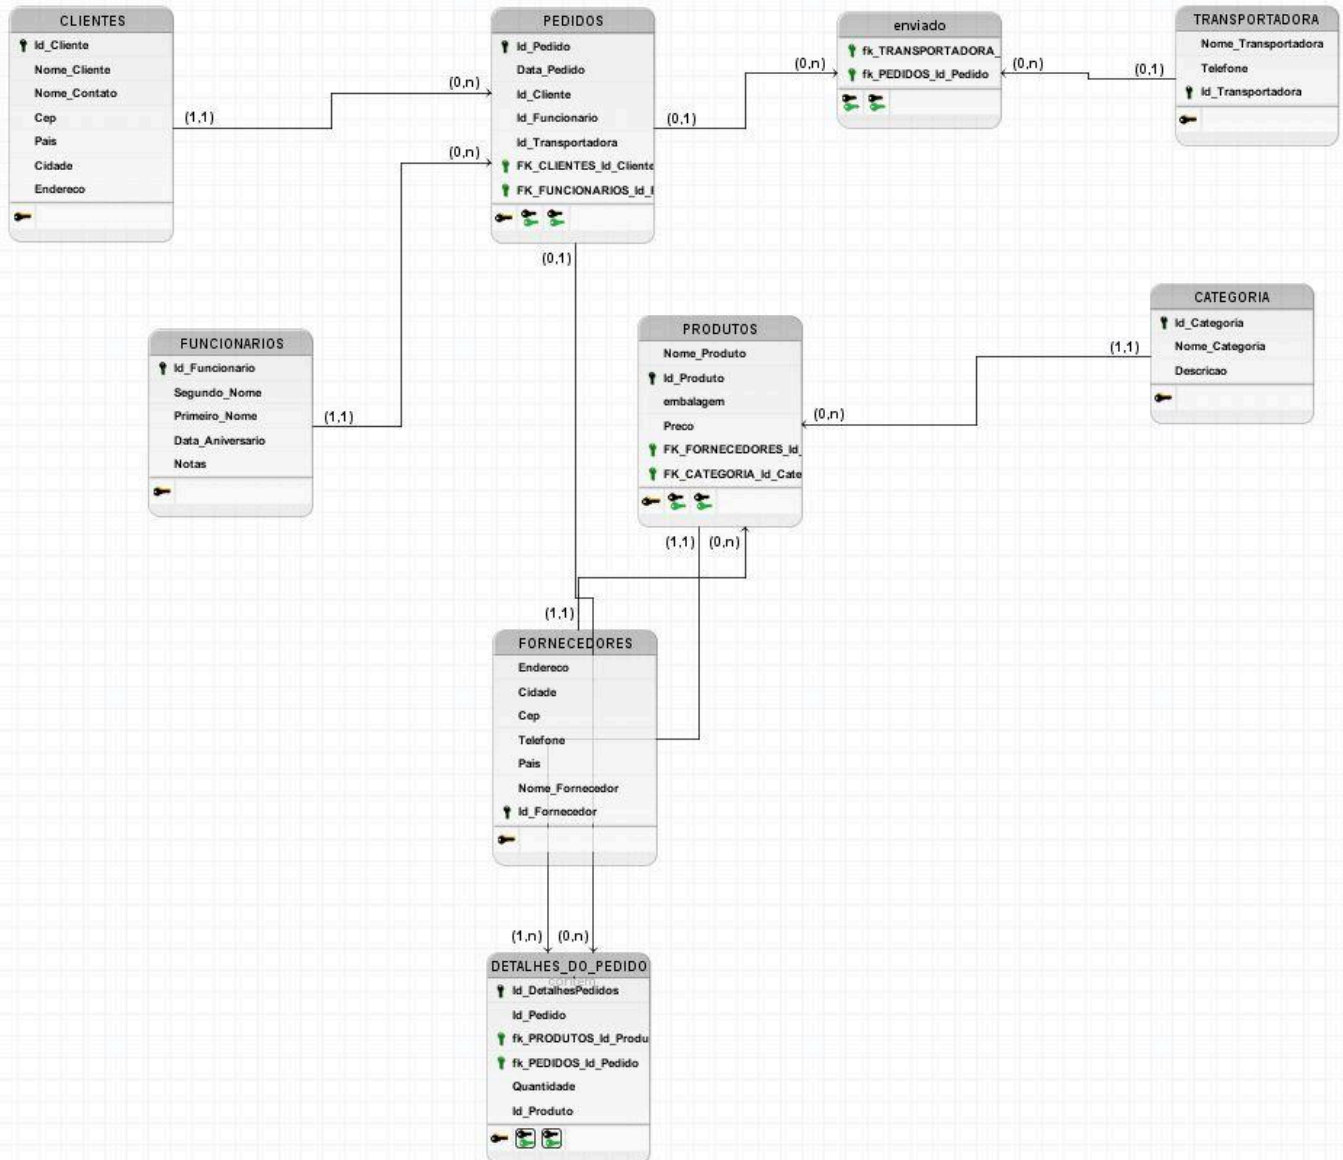 CLIENTES
Id_Cliente
Nome_Cliente
Nome_Contato
Cep
Pais
Cidade
Endereco
(1,1)
(0,n)
(0,n)
PEDIDOS
Id_Pedido
Data_Pedido
Id_Cliente
Id_Funcionario
Id_Transportadora
FK_CLIENTES_Id_Cliente
FK_FUNCIONARIOS_Id_
(0,1)
(0,1)
(0,n)
enviado
fk_TRANSPORTADORA_
fk_PEDIDOS_Id_Pedido
(0,n)
(0,1)
TRANSPORTADORA
Nome_Transportadora
Telefone
Id_Transportadora
FUNCIONARIOS
Id_Funcionario
Segundo_Nome
Primeiro_Nome
Data_Aniversario
Notas
(1,1)
PRODUTOS
Nome_Produto
Id_Produto
embalagem
Preco
FK_FORNECEDORES_Id_
FK_CATEGORIA_Id_Cate
(0,n)
(1,1)
CATEGORIA
Id_Categoria
Nome_Categoria
Descricao
(1,1)
(0,n)
(1,1)
FORNECEDORES
Endereco
Cidade
Cep
Telefone
Pais
Nome_Fornecedor
Id_Fornecedor
(1,n)
(0,n)
DETALHES_DO_PEDIDO
contem
Id_DetalhesPedidos
Id_Pedido
fk_PRODUTOS_Id_Produ
fk_PEDIDOS_Id_Pedido
Quantidade
Id_Produto